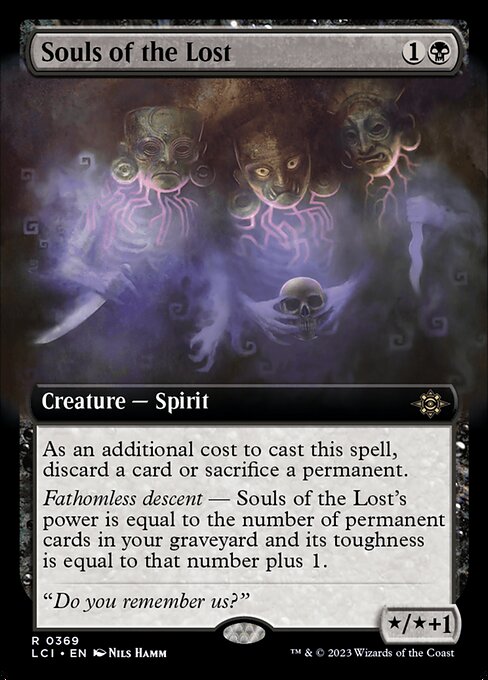 Souls of the Lost 1
Creature — Spirit
As an additional cost to cast this spell,
discard a card or sacrifice a permanent.
Fathomless descent — Souls of the Lost's
power is equal to the number of permanent
cards in your graveyard and its toughness
is equal to that number plus 1.
“Do you remember us?”
★/★+1
R 0369
LCI • EN Nils Hamm
™ & © 2023 Wizards of the Coast